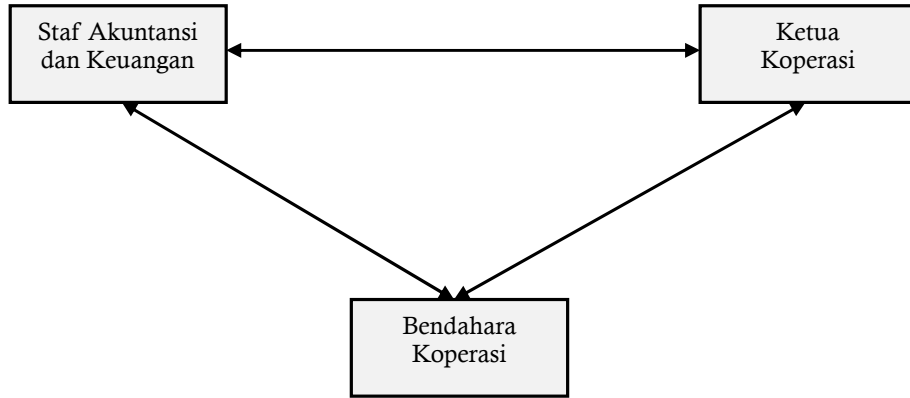 Staf Akuntansi
dan Keuangan
Ketua
Koperasi
Bendahara
Koperasi